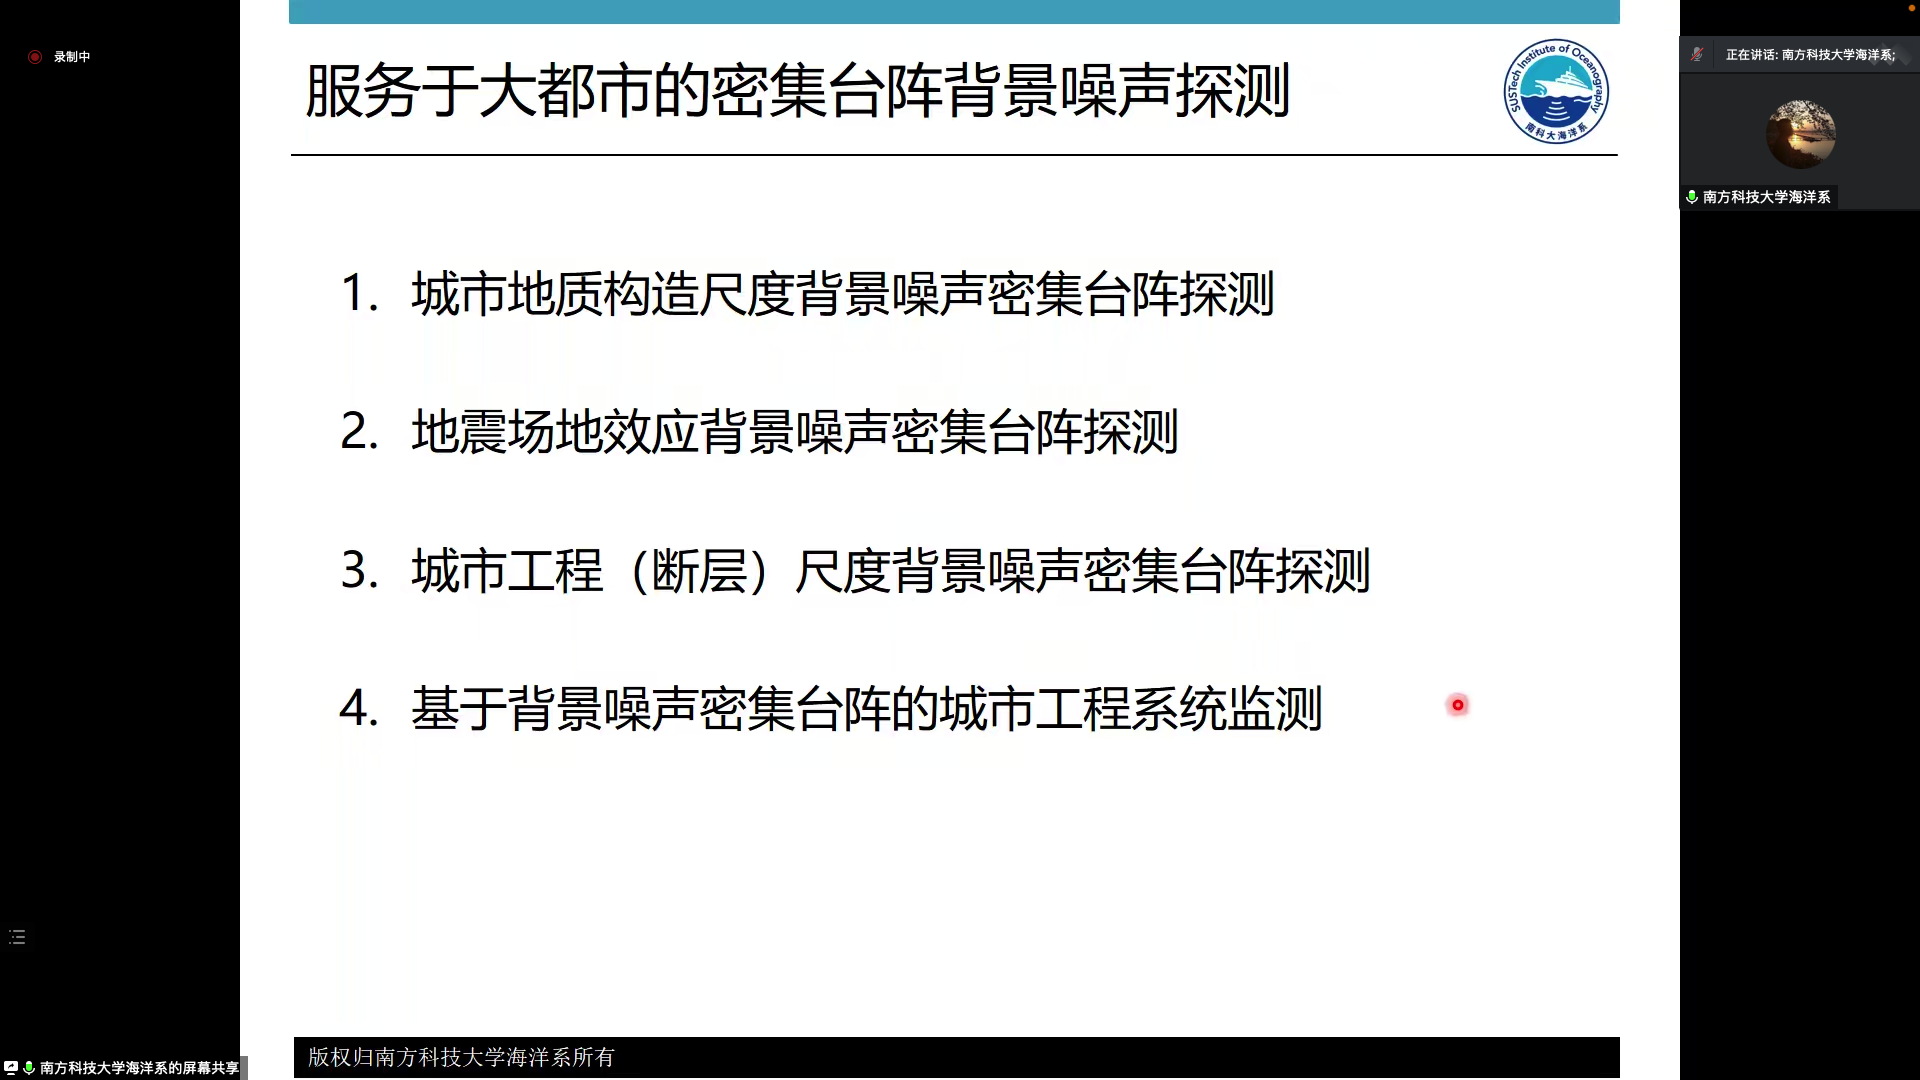 录制中
服务于大都市的密集台阵背景噪声探测
SUSTech Institute of Oceanography
南科大海洋系
正在讲话: 南方科技大学海洋系;
南方科技大学海洋系
1. 城市地质构造尺度背景噪声密集台阵探测
2. 地震场地效应背景噪声密集台阵探测
3. 城市工程（断层）尺度背景噪声密集台阵探测
4. 基于背景噪声密集台阵的城市工程系统监测
版权归南方科技大学海洋系所有
南方科技大学海洋系的屏幕共享